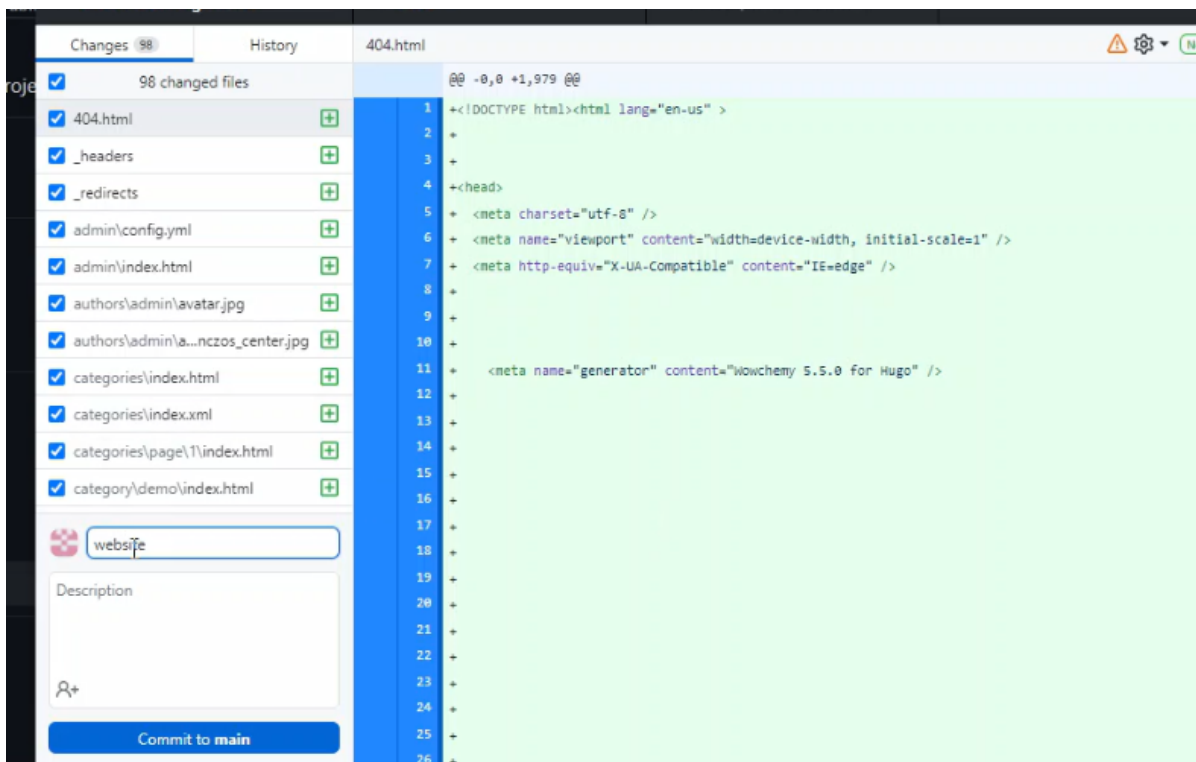 Changes 98
History
404.html
roje
98 changed files
404.html
_headers
_redirects
admin\config.yml
admin\index.html
authors\admin\avatar.jpg
authors\admin\a...nczos_center.jpg
categories\index.html
categories\index.xml
categories\page\1\index.html
category\demo\index.html
website
Description
Commit to main
@@ -0,0 +1,979 @@
1 +<!DOCTYPE html><html lang="en-us" >
2 +
3 +
4 +<head>
5 + <meta charset="utf-8" />
6 + <meta name="viewport" content="width=device-width, initial-scale=1" />
7 + <meta http-equiv="X-UA-Compatible" content="IE=edge" />
8 +
9 +
10 +
11 + <meta name="generator" content="Wowchemy 5.5.0 for Hugo" />
12 +
13 +
14 +
15 +
16 +
17 +
18 +
19 +
20 +
21 +
22 +
23 +
24 +
25 +
26 +